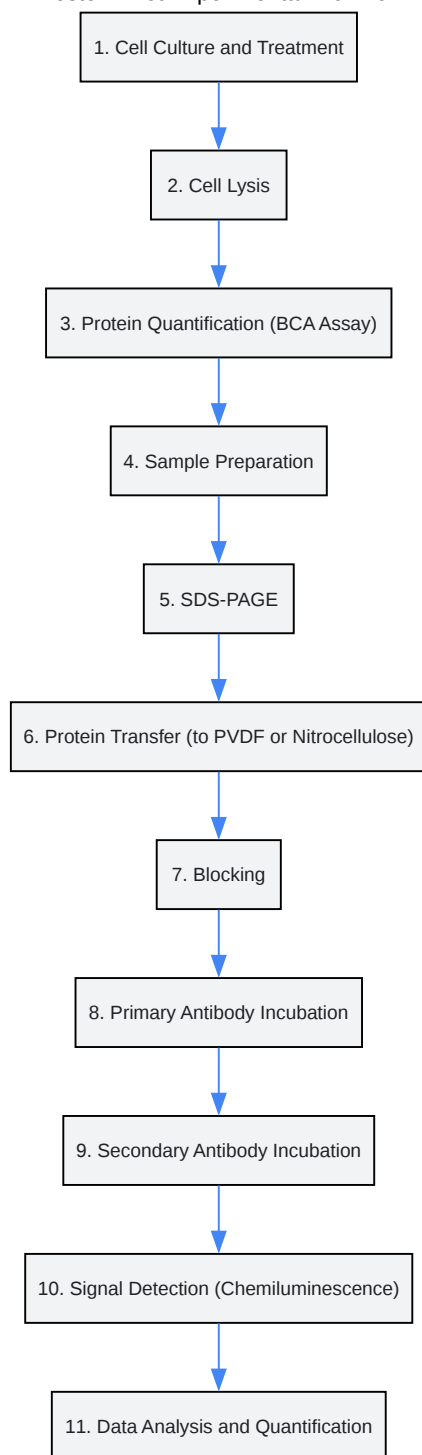 1. Cell Culture and Treatment
2. Cell Lysis
3. Protein Quantification (BCA Assay)
4. Sample Preparation
5. SDS-PAGE
6. Protein Transfer (to PVDF or Nitrocellulose)
7. Blocking
8. Primary Antibody Incubation
9. Secondary Antibody Incubation
10. Signal Detection (Chemiluminescence)
11. Data Analysis and Quantification